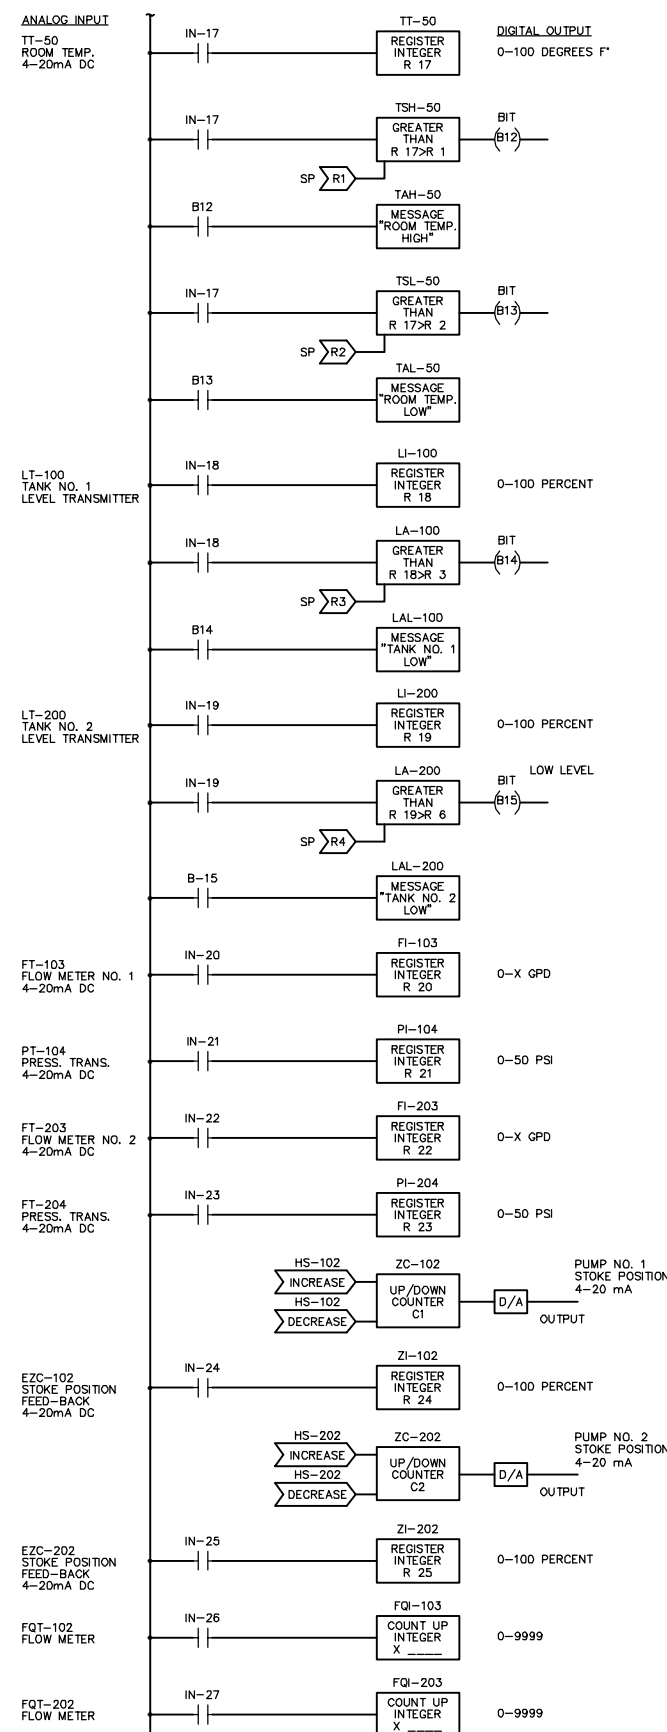 ANALOG INPUT
DIGITAL OUTPUT
TT-50
ROOM TEMP.
4-20mA DC
IN-17
TT-50
REGISTER
INTEGER
R 17
0-100 DEGREES F°
IN-17
TSH-50
GREATER
THAN
R 17>R 1
BIT
B12
SP R1
B12
TAH-50
MESSAGE
"ROOM TEMP.
HIGH"
IN-17
TSL-50
GREATER
THAN
R 17>R 2
BIT
B13
SP R2
B13
TAL-50
MESSAGE
"ROOM TEMP.
LOW"
LT-100
TANK NO. 1
LEVEL TRANSMITTER
IN-18
LI-100
REGISTER
INTEGER
R 18
0-100 PERCENT
IN-18
LA-100
GREATER
THAN
R 18>R 3
BIT
B14
SP R3
B14
LAL-100
MESSAGE
"TANK NO. 1
LOW"
LT-200
TANK NO. 2
LEVEL TRANSMITTER
IN-19
LI-200
REGISTER
INTEGER
R 19
0-100 PERCENT
IN-19
LA-200
GREATER
THAN
R 19>R 6
BIT
B15
LOW LEVEL
SP R4
B-15
LAL-200
MESSAGE
"TANK NO. 2
LOW"
FT-103
FLOW METER NO. 1
4-20mA DC
IN-20
FI-103
REGISTER
INTEGER
R 20
0-X GPD
PT-104
PRESS. TRANS.
4-20mA DC
IN-21
PI-104
REGISTER
INTEGER
R 21
0-50 PSI
FT-203
FLOW METER NO. 2
4-20mA DC
IN-22
FI-203
REGISTER
INTEGER
R 22
0-X GPD
FT-204
PRESS. TRANS.
4-20mA DC
IN-23
PI-204
REGISTER
INTEGER
R 23
0-50 PSI
HS-102
INCREASE
HS-102
DECREASE
ZC-102
UP/DOWN
COUNTER
C1
D/A
PUMP NO. 1
STOKE POSITION
4-20 mA
OUTPUT
EZC-102
STOKE POSITION
FEED-BACK
4-20mA DC
IN-24
ZI-102
REGISTER
INTEGER
R 24
0-100 PERCENT
HS-202
INCREASE
HS-202
DECREASE
ZC-202
UP/DOWN
COUNTER
C2
D/A
PUMP NO. 2
STOKE POSITION
4-20 mA
OUTPUT
EZC-202
STOKE POSITION
FEED-BACK
4-20mA DC
IN-25
ZI-202
REGISTER
INTEGER
R 25
0-100 PERCENT
FQT-102
FLOW METER
IN-26
FQI-103
COUNT UP
INTEGER
X ____
0-9999
FQT-202
FLOW METER
IN-27
FQI-203
COUNT UP
INTEGER
X ____
0-9999